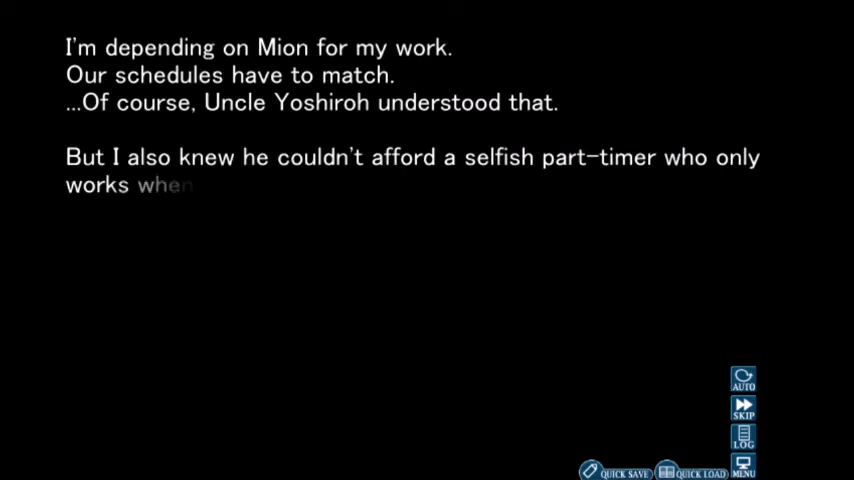 I'm depending on Mion for my work.
Our schedules have to match.
...Of course, Uncle Yoshiroh understood that.
But I also knew he couldn't afford a selfish part-timer who only
works when
AUTO
SKIP
LOG
MENU
QUICK SAVE
QUICK LOAD